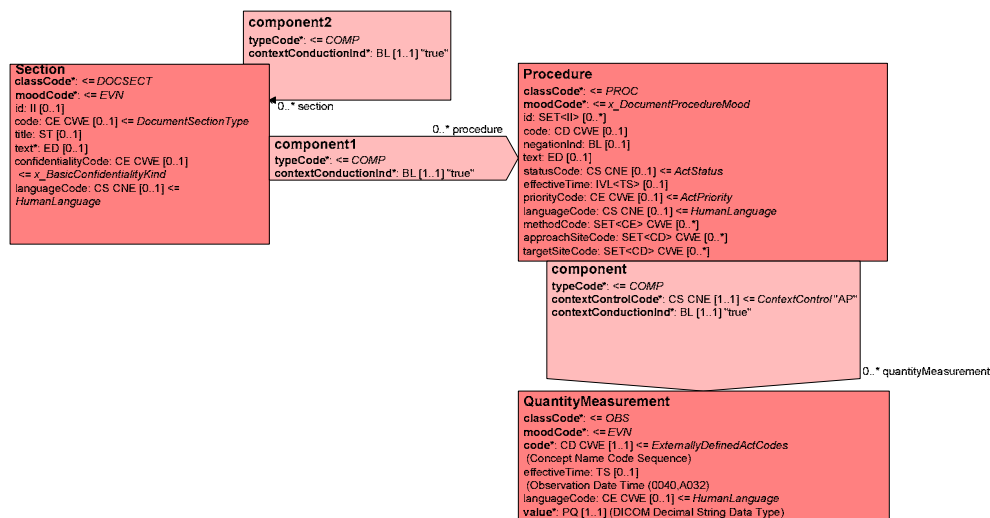 component2
typeCode*: <= COMP
contextConductionInd*: BL [1..1] "true"
0..* section
Section
classCode*: <= DOCSECT
moodCode*: <= EVN
id: II [0..1]
code: CE CWE [0..1] <= DocumentSectionType
title: ST [0..1]
text*: ED [0..1]
confidentialityCode: CE CWE [0..1]
<= x_BasicConfidentialityKind
languageCode: CS CNE [0..1] <=
HumanLanguage
0..* procedure
component1
typeCode*: <= COMP
contextConductionInd*: BL [1..1] "true"
Procedure
classCode*: <= PROC
moodCode*: <= x_DocumentProcedureMood
id: SET<II> [0..*]
code: CD CWE [0..1]
negationInd: BL [0..1]
text: ED [0..1]
statusCode: CS CNE [0..1] <= ActStatus
effectiveTime: IVL<TS> [0..1]
priorityCode: CE CWE [0..1] <= ActPriority
languageCode: CS CNE [0..1] <= HumanLanguage
methodCode: SET<CE> CWE [0..*]
approachSiteCode: SET<CD> CWE [0..*]
targetSiteCode: SET<CD> CWE [0..*]
component
typeCode*: <= COMP
contextControlCode*: CS CNE [1..1] <= ContextControl "AP"
contextConductionInd*: BL [1..1] "true"
0..* quantityMeasurement
QuantityMeasurement
classCode*: <= OBS
moodCode*: <= EVN
code*: CD CWE [1..1] <= ExternallyDefinedActCodes
(Concept Name Code Sequence)
effectiveTime: TS [0..1]
(Observation Date Time (0040,A032)
languageCode: CE CWE [0..1] <= HumanLanguage
value*: PQ [1..1] (DICOM Decimal String Data Type)